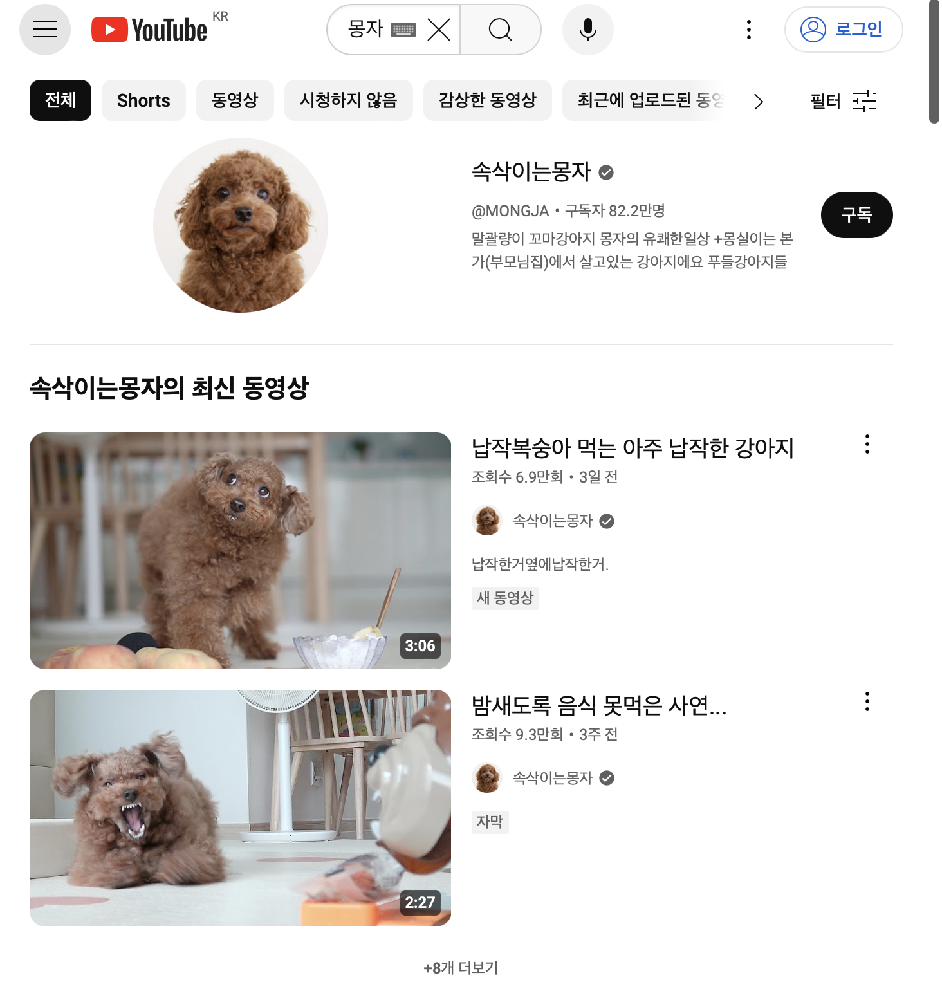 YouTube KR
몽자
로그인
전체
Shorts
동영상
시청하지 않음
감상한 동영상
최근에 업로드된 동영
필터
속삭이는몽자
@MONGJA • 구독자 82.2만명
말괄량이 꼬마강아지 몽자의 유쾌한일상 +몽실이는 본
가(부모님집)에서 살고있는 강아지에요 푸들강아지들
구독
속삭이는몽자의 최신 동영상
3:06
납작복숭아 먹는 아주 납작한 강아지
조회수 6.9만회 • 3일 전
속삭이는몽자
납작한거옆에납작한거.
새 동영상
2:27
밤새도록 음식 못먹은 사연...
조회수 9.3만회 • 3주 전
속삭이는몽자
자막
+8개 더보기